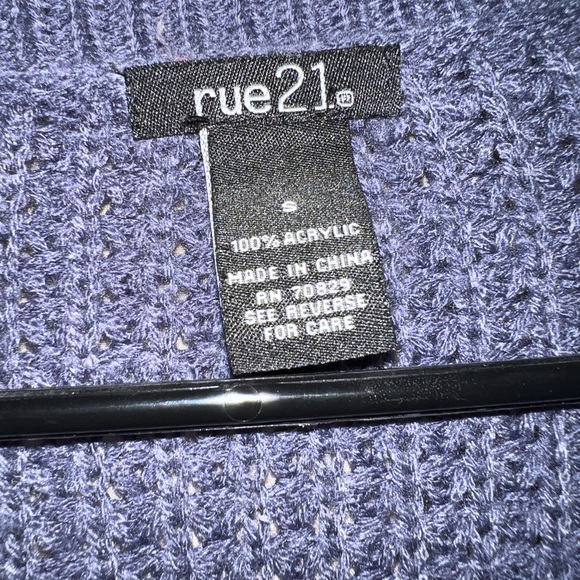 rue21
S
100% ACRYLIC
MADE IN CHINA
RN 70829
SEE REVERSE
FOR CARE